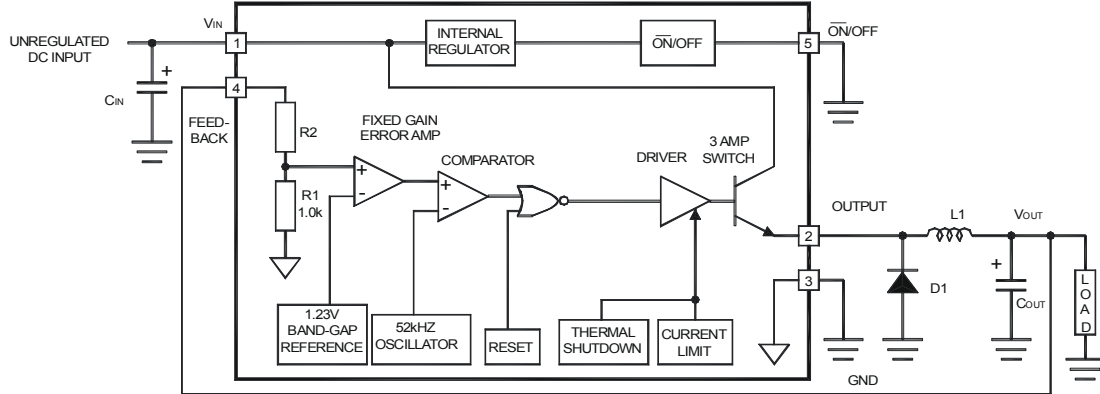 UNREGULATED
DC INPUT
VIN
1
INTERNAL
REGULATOR
ON/OFF
5
ON/OFF
+
CIN
4
FEED-
BACK
R2
FIXED GAIN
ERROR AMP
COMPARATOR
DRIVER
3 AMP
SWITCH
+
-
+
-
R1
1.0k
OUTPUT
2
L1
VOUT
3
D1
+
COUT
LOAD
1.23V
BAND-GAP
REFERENCE
52kHZ
OSCILLATOR
RESET
THERMAL
SHUTDOWN
CURRENT
LIMIT
GND